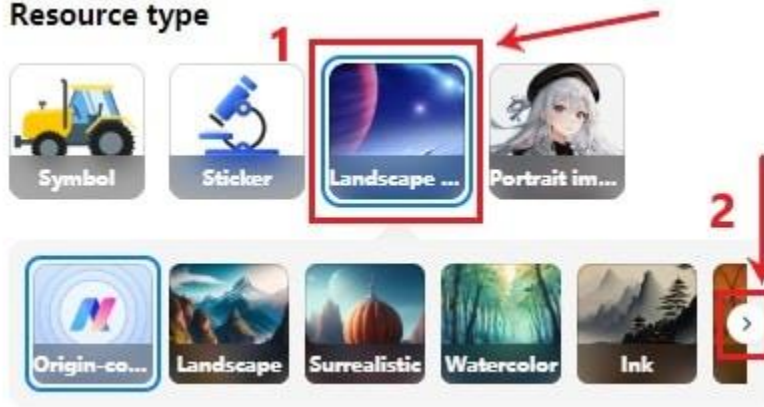 Resource type
1
Symbol
Sticker
Landscape ...
Portrait im...
2
Origin-co...
Landscape
Surrealistic
Watercolor
Ink